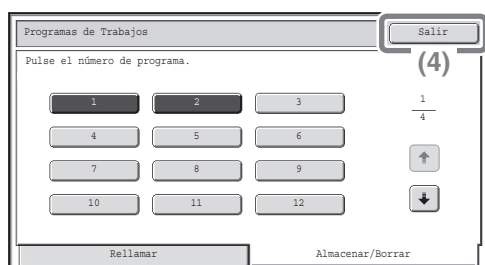 Programas de Trabajos
Salir
(4)
Pulse el número de programa.
1 2 3
4 5 6
7 8 9
10 11 12
1
4
Rellamar
Almacenar/Borrar